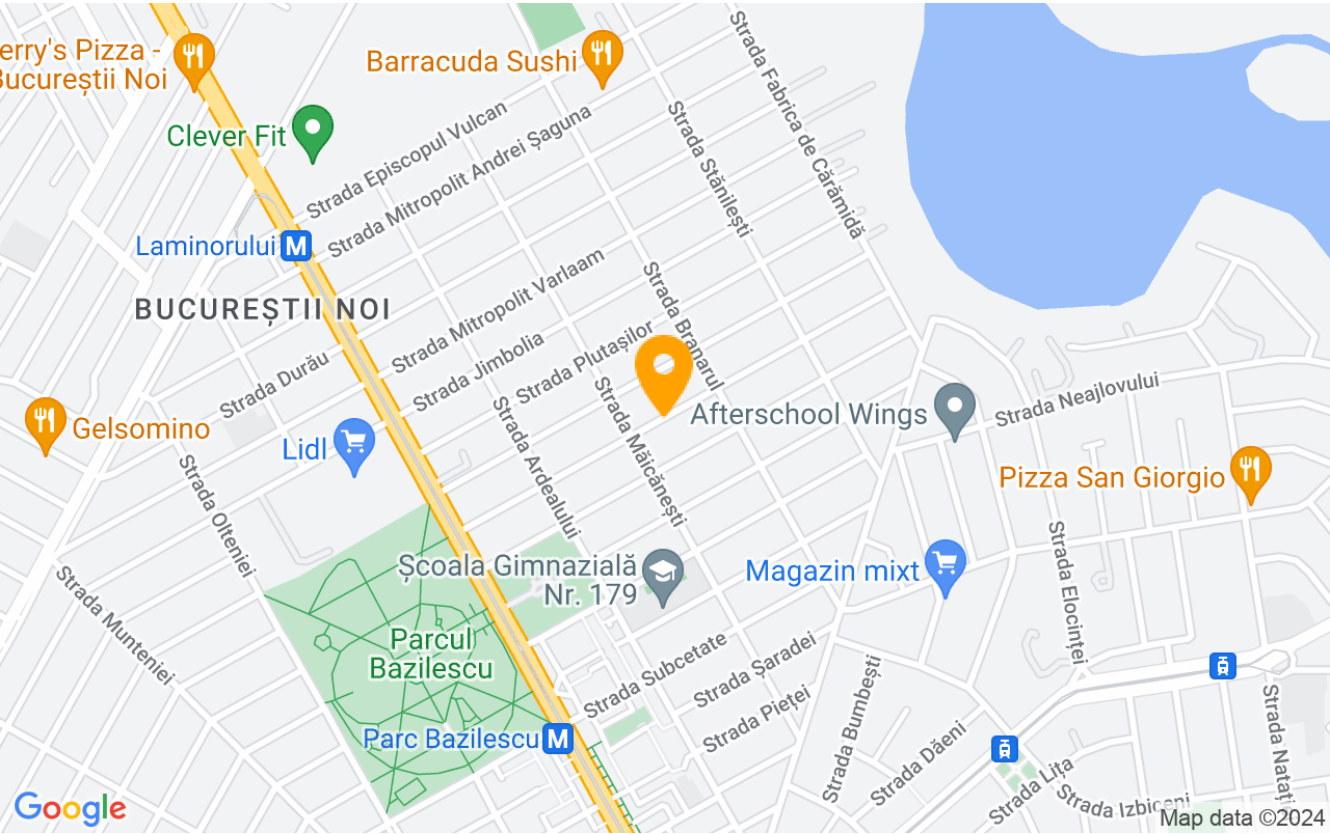 erry's Pizza -
Bucureștii Noi
Barracuda Sushi
Strada Fabrica de Cărămidă
Clever Fit
Strada Episcopul Vulcan
Strada Mitropolit Andrei Șaguna
Strada Stănilești
Laminorului
M
BUCUREȘTII NOI
Strada Mitropolit Varlaam
Strada Branarul
Strada Durău
Strada Jimbolia
Strada Plutașilor
Gelsomino
Lidl
Strada Ardealului
Strada Măicănești
Afterschool Wings
Strada Neajlovului
Pizza San Giorgio
Strada Olteniei
Strada Munteniei
Școala Gimnazială
Nr. 179
Magazin mixt
Strada Elocinței
Parcul
Bazilescu
Strada Subcetate
Strada Șaradei
Strada Pieței
Strada Bumbești
Parc Bazilescu
M
Strada Dăeni
Strada Lița
Strada Izbiceni
Strada Natați
Google
Map data ©2024